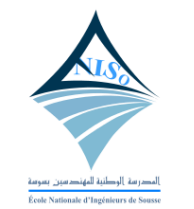 ENISo
المدرسة الوطنية للمهندسين بسوسة
École Nationale d'Ingénieurs de Sousse